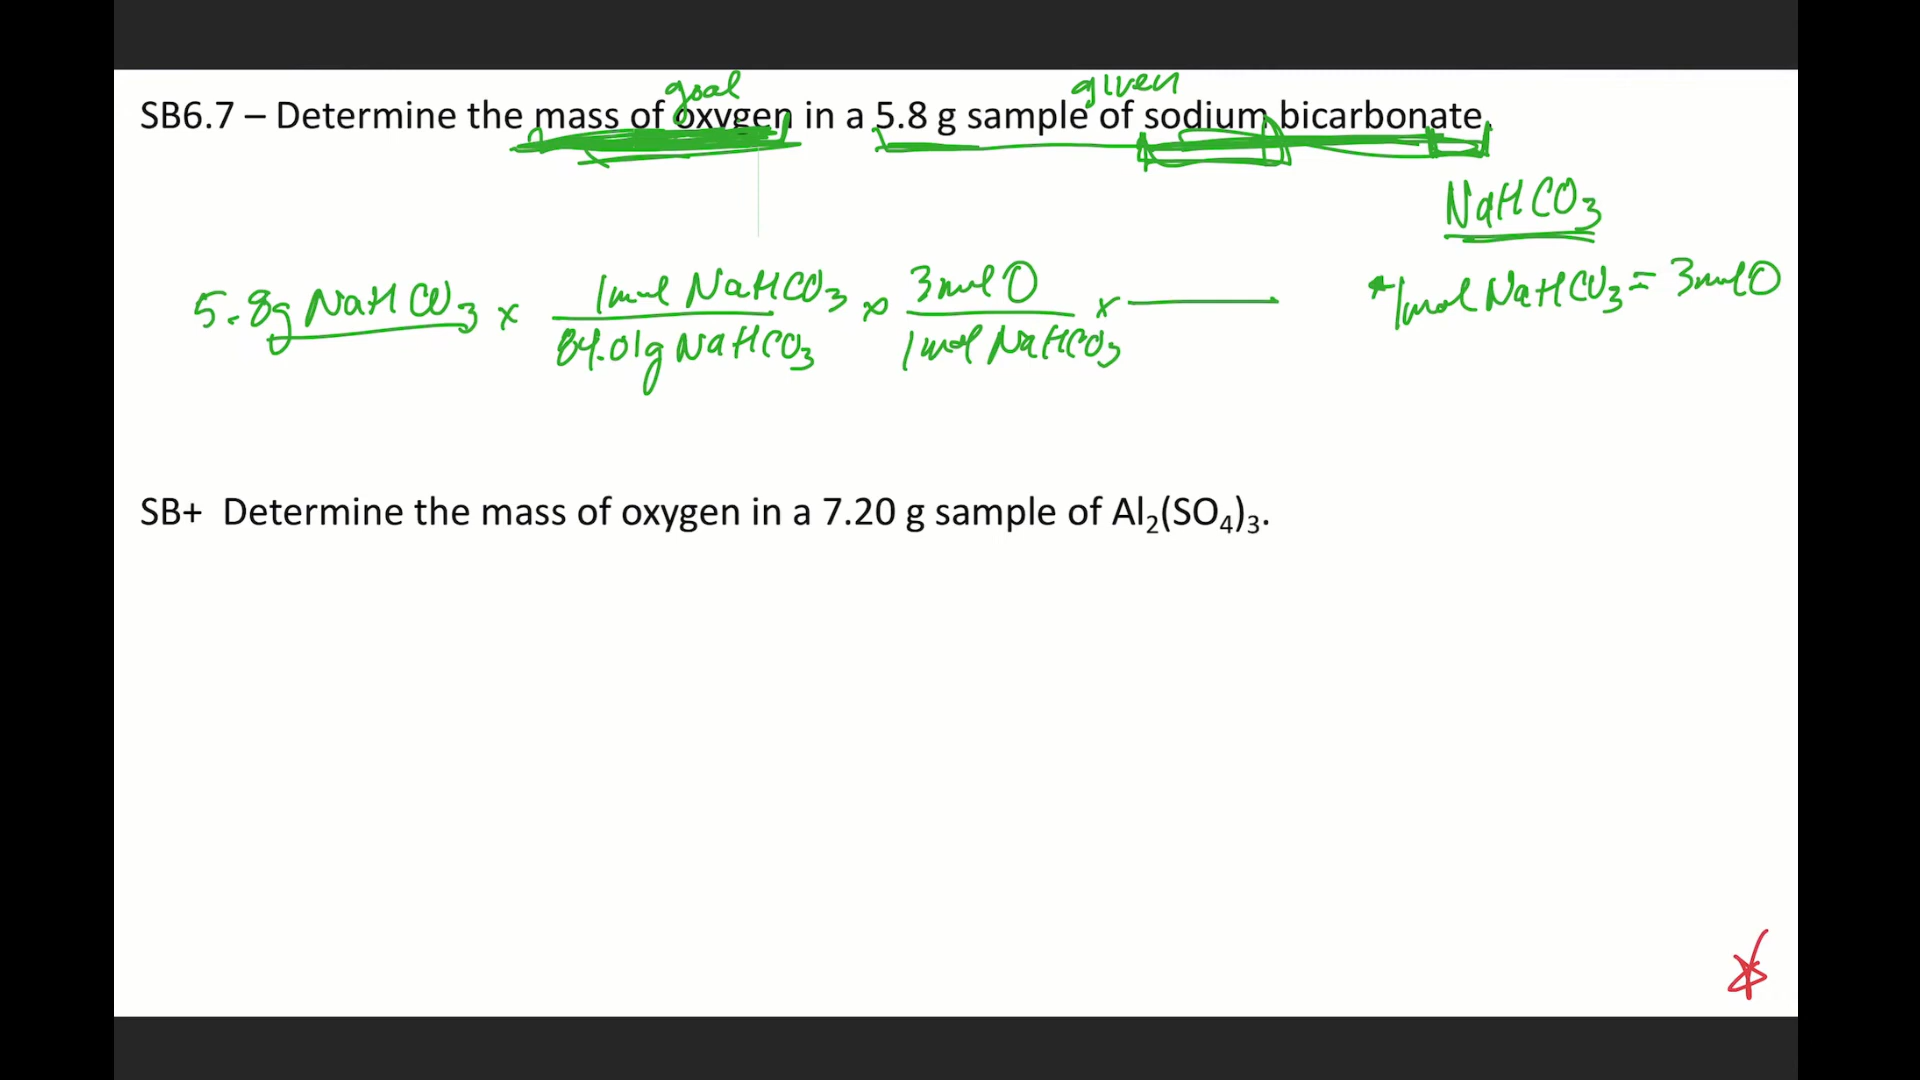 goal given
SB6.7 – Determine the mass of oxygen in a 5.8 g sample of sodium bicarbonate.
NaHCO₃
5.8g NaHCO₃ x 1mol NaHCO₃ / 84.01g NaHCO₃ x 3mol O / 1mol NaHCO₃ x
*1mol NaHCO₃ = 3mol O
SB+ Determine the mass of oxygen in a 7.20 g sample of Al₂(SO₄)₃.